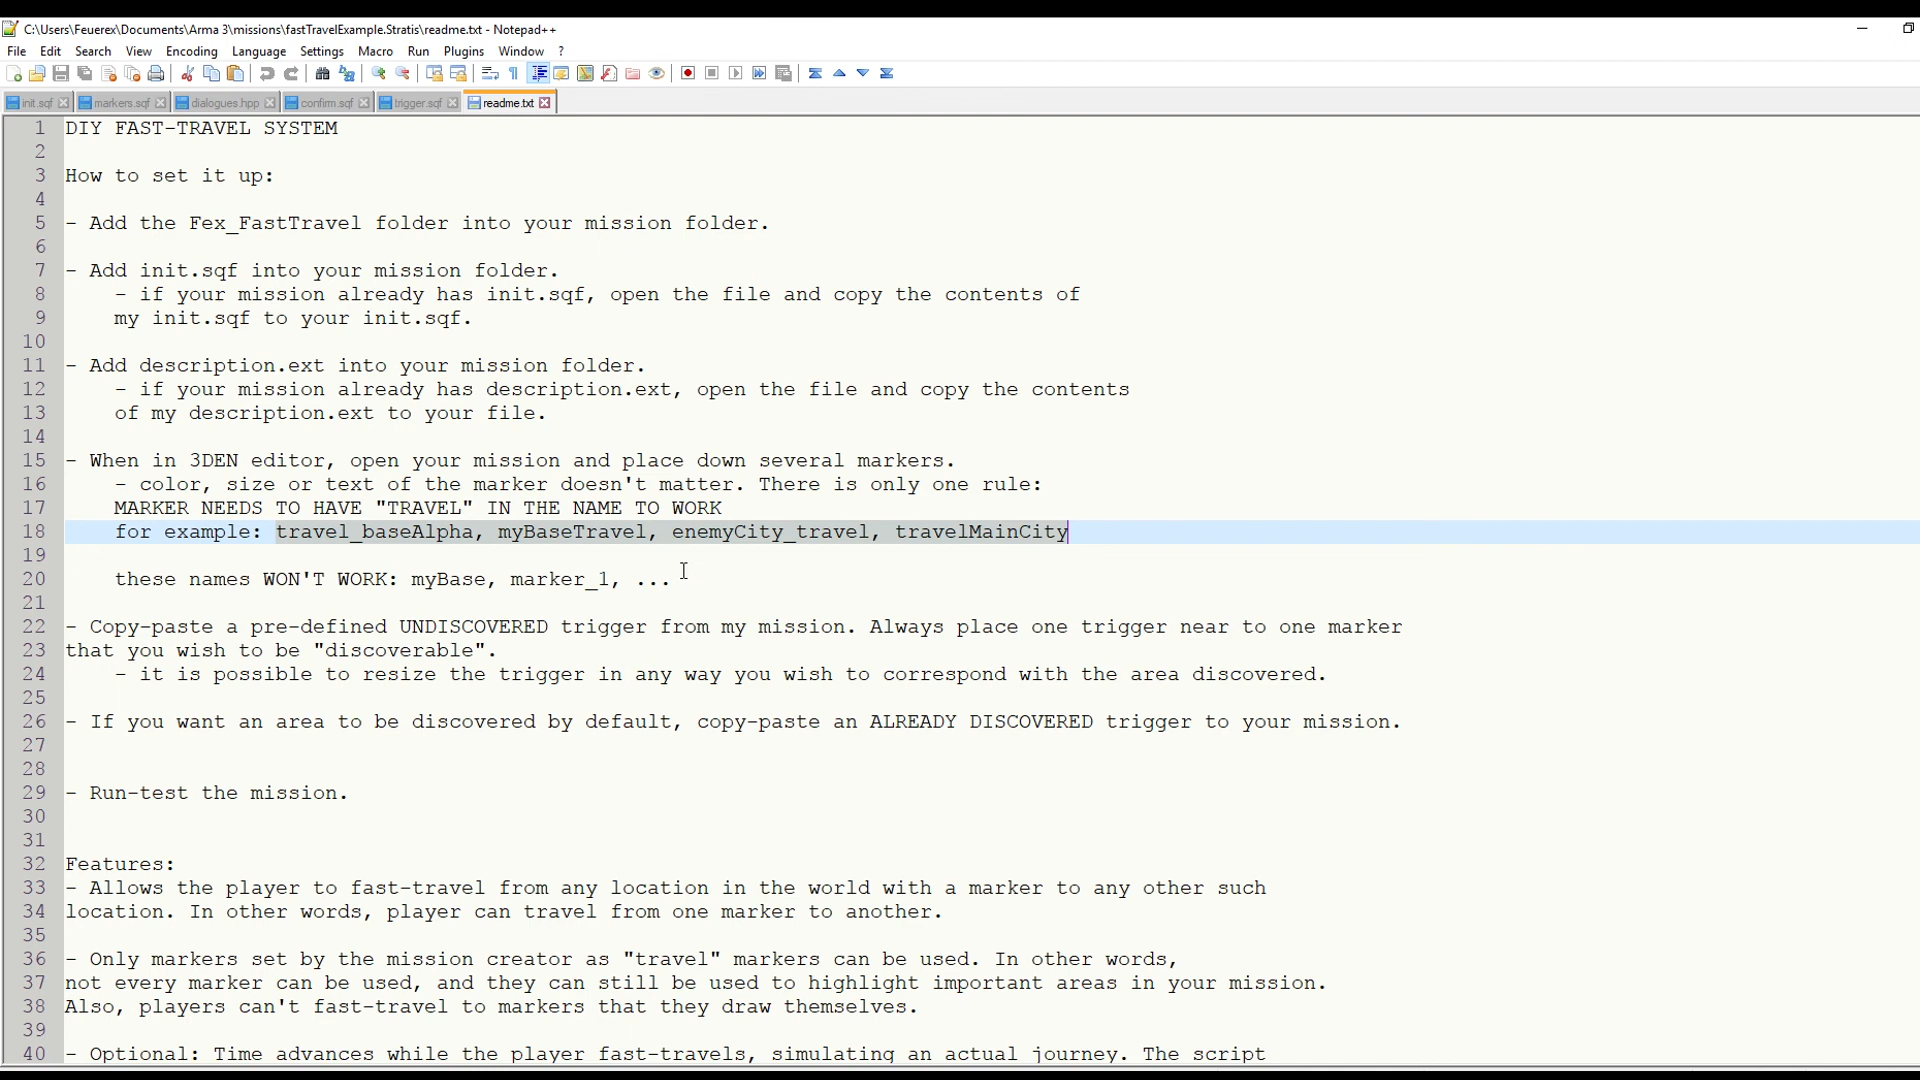 C:\Users\Feuerex\Documents\Arma 3\missions\fastTravelExample.Stratis\readme.txt - Notepad++
File Edit Search View Encoding Language Settings Macro Run Plugins Window ?
init.sqf markers.sqf dialogues.hpp confirm.sqf trigger.sqf readme.txt
1 DIY FAST-TRAVEL SYSTEM
2
3 How to set it up:
4
5 - Add the Fex_FastTravel folder into your mission folder.
6
7 - Add init.sqf into your mission folder.
8 - if your mission already has init.sqf, open the file and copy the contents of
9 my init.sqf to your init.sqf.
10
11 - Add description.ext into your mission folder.
12 - if your mission already has description.ext, open the file and copy the contents
13 of my description.ext to your file.
14
15 - When in 3DEN editor, open your mission and place down several markers.
16 - color, size or text of the marker doesn't matter. There is only one rule:
17 MARKER NEEDS TO HAVE "TRAVEL" IN THE NAME TO WORK
18 for example: travel_baseAlpha, myBaseTravel, enemyCity_travel, travelMainCity
19
20 these names WON'T WORK: myBase, marker_1, ...
21
22 - Copy-paste a pre-defined UNDISCOVERED trigger from my mission. Always place one trigger near to one marker
23 that you wish to be "discoverable".
24 - it is possible to resize the trigger in any way you wish to correspond with the area discovered.
25
26 - If you want an area to be discovered by default, copy-paste an ALREADY DISCOVERED trigger to your mission.
27
28
29 - Run-test the mission.
30
31
32 Features:
33 - Allows the player to fast-travel from any location in the world with a marker to any other such
34 location. In other words, player can travel from one marker to another.
35
36 - Only markers set by the mission creator as "travel" markers can be used. In other words,
37 not every marker can be used, and they can still be used to highlight important areas in your mission.
38 Also, players can't fast-travel to markers that they draw themselves.
39
40 - Optional: Time advances while the player fast-travels, simulating an actual journey. The script